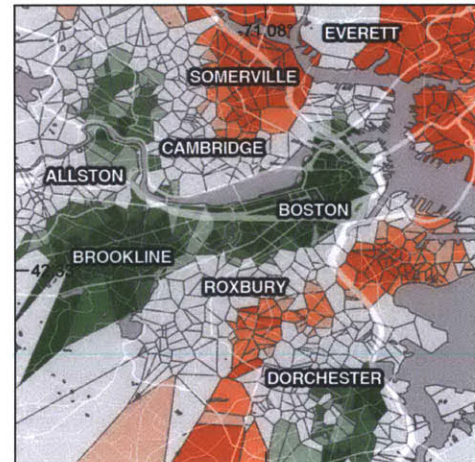 -71.08°
EVERETT
SOMERVILLE
CAMBRIDGE
ALLSTON
BOSTON
BROOKLINE
ROXBURY
DORCHESTER